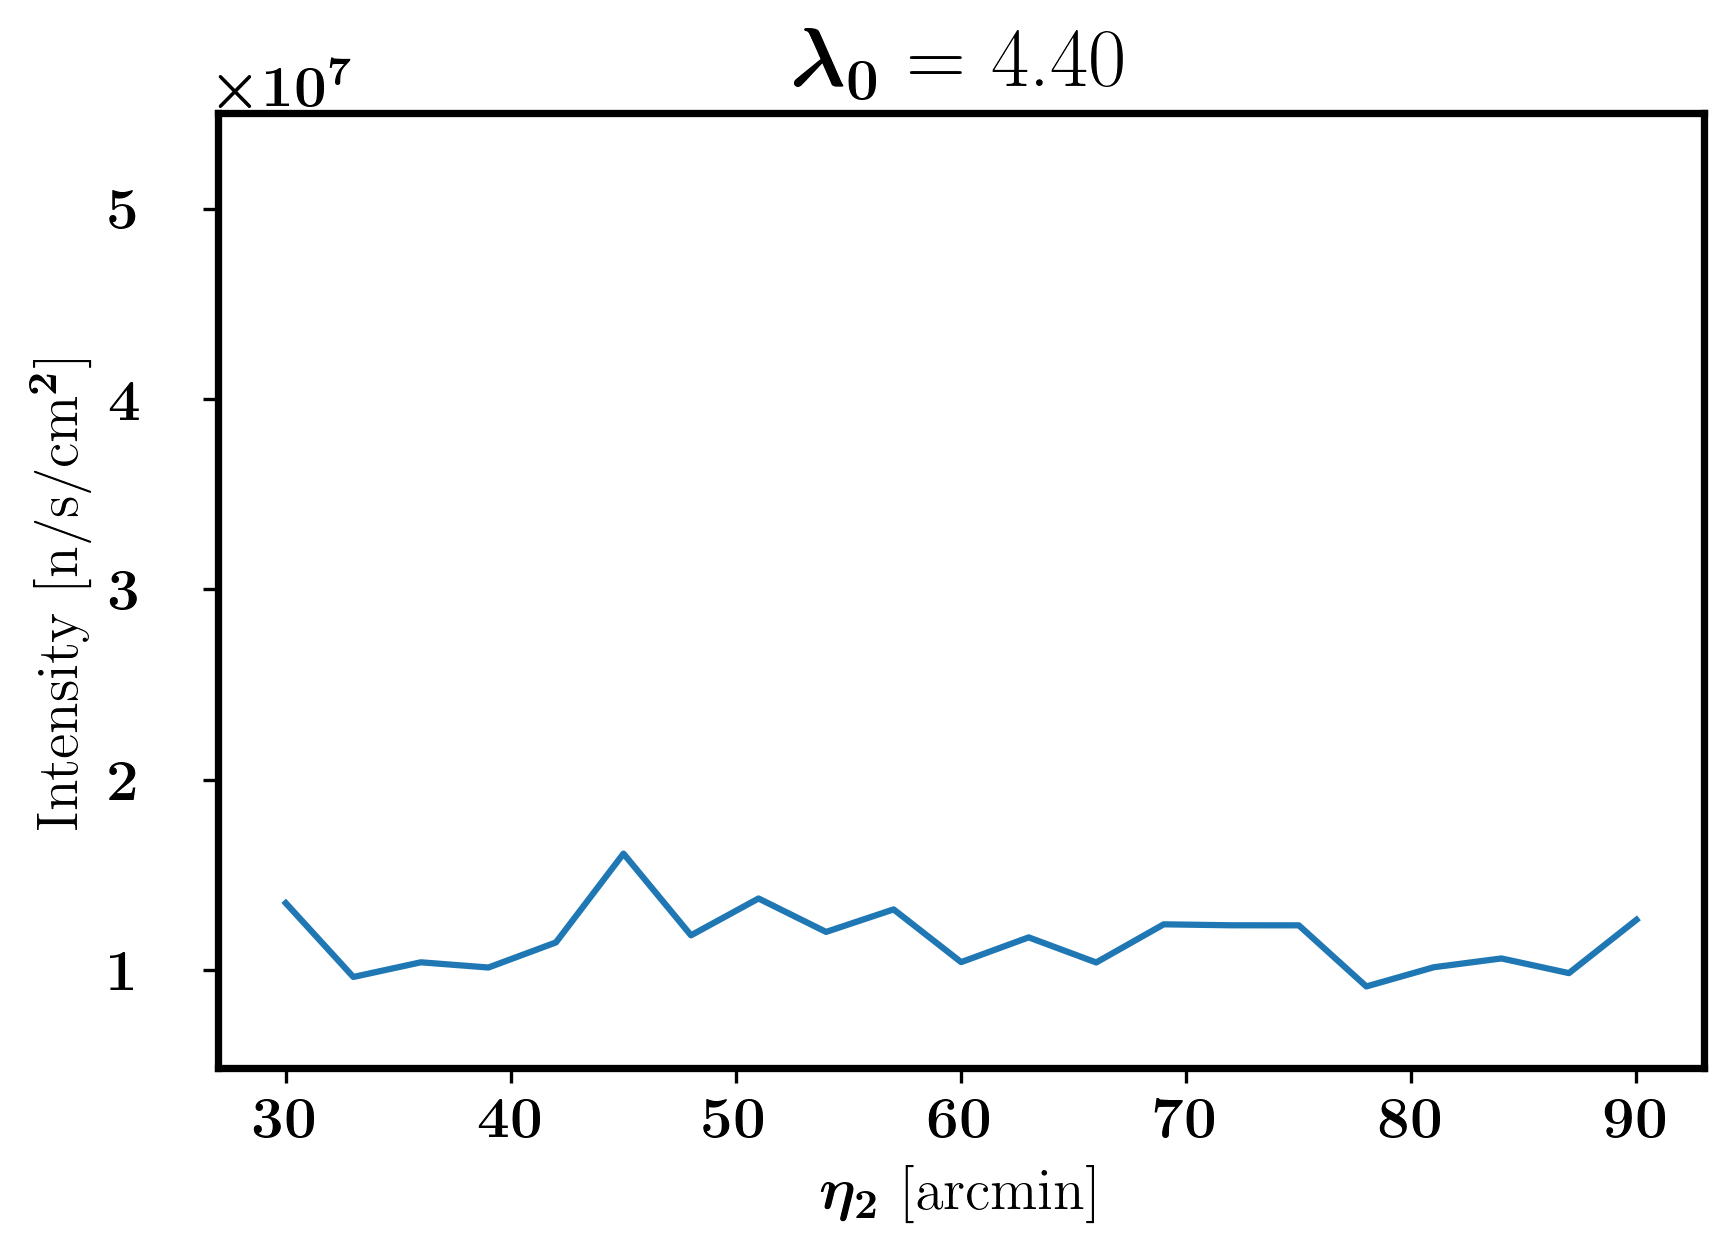 λ₀ = 4.40
×10⁷
5
4
3
2
1
Intensity [n/s/cm²]
30 40 50 60 70 80 90
η₂ [arcmin]